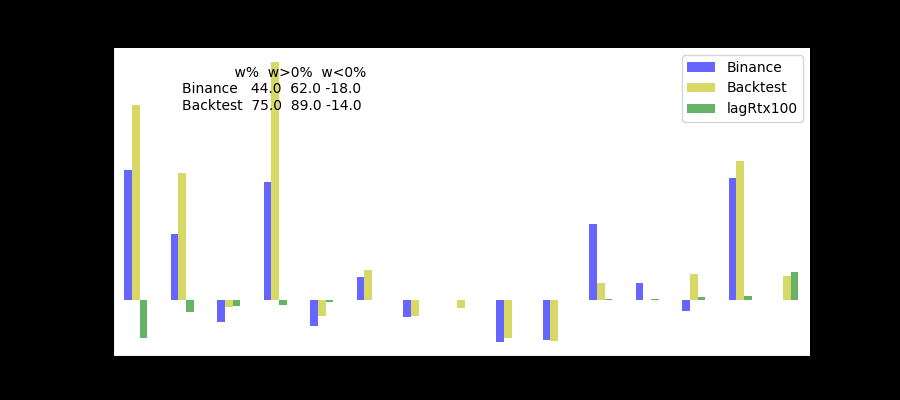 w%  w>0%  w<0%
Binance   44.0  62.0 -18.0
Backtest  75.0  89.0 -14.0
Binance
Backtest
lagRtx100